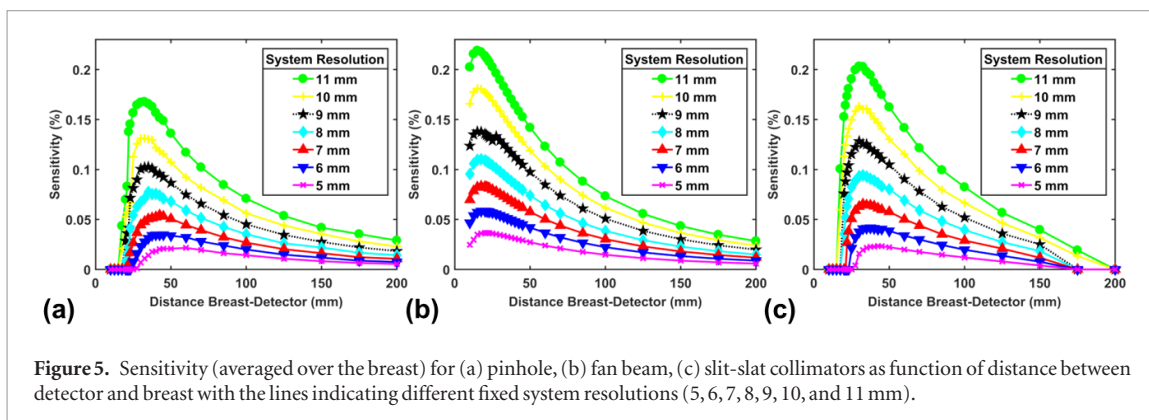 System Resolution
11 mm
10 mm
9 mm
8 mm
7 mm
6 mm
5 mm
Sensitivity (%)
0.2
0.15
0.1
0.05
0
0 50 100 150 200
Distance Breast-Detector (mm)
(a)
System Resolution
11 mm
10 mm
9 mm
8 mm
7 mm
6 mm
5 mm
Sensitivity (%)
0.2
0.15
0.1
0.05
0
0 50 100 150 200
Distance Breast-Detector (mm)
(b)
System Resolution
11 mm
10 mm
9 mm
8 mm
7 mm
6 mm
5 mm
Sensitivity (%)
0.2
0.15
0.1
0.05
0
0 50 100 150 200
Distance Breast-Detector (mm)
(c)
Figure 5. Sensitivity (averaged over the breast) for (a) pinhole, (b) fan beam, (c) slit-slat collimators as function of distance between
detector and breast with the lines indicating different fixed system resolutions (5, 6, 7, 8, 9, 10, and 11 mm).